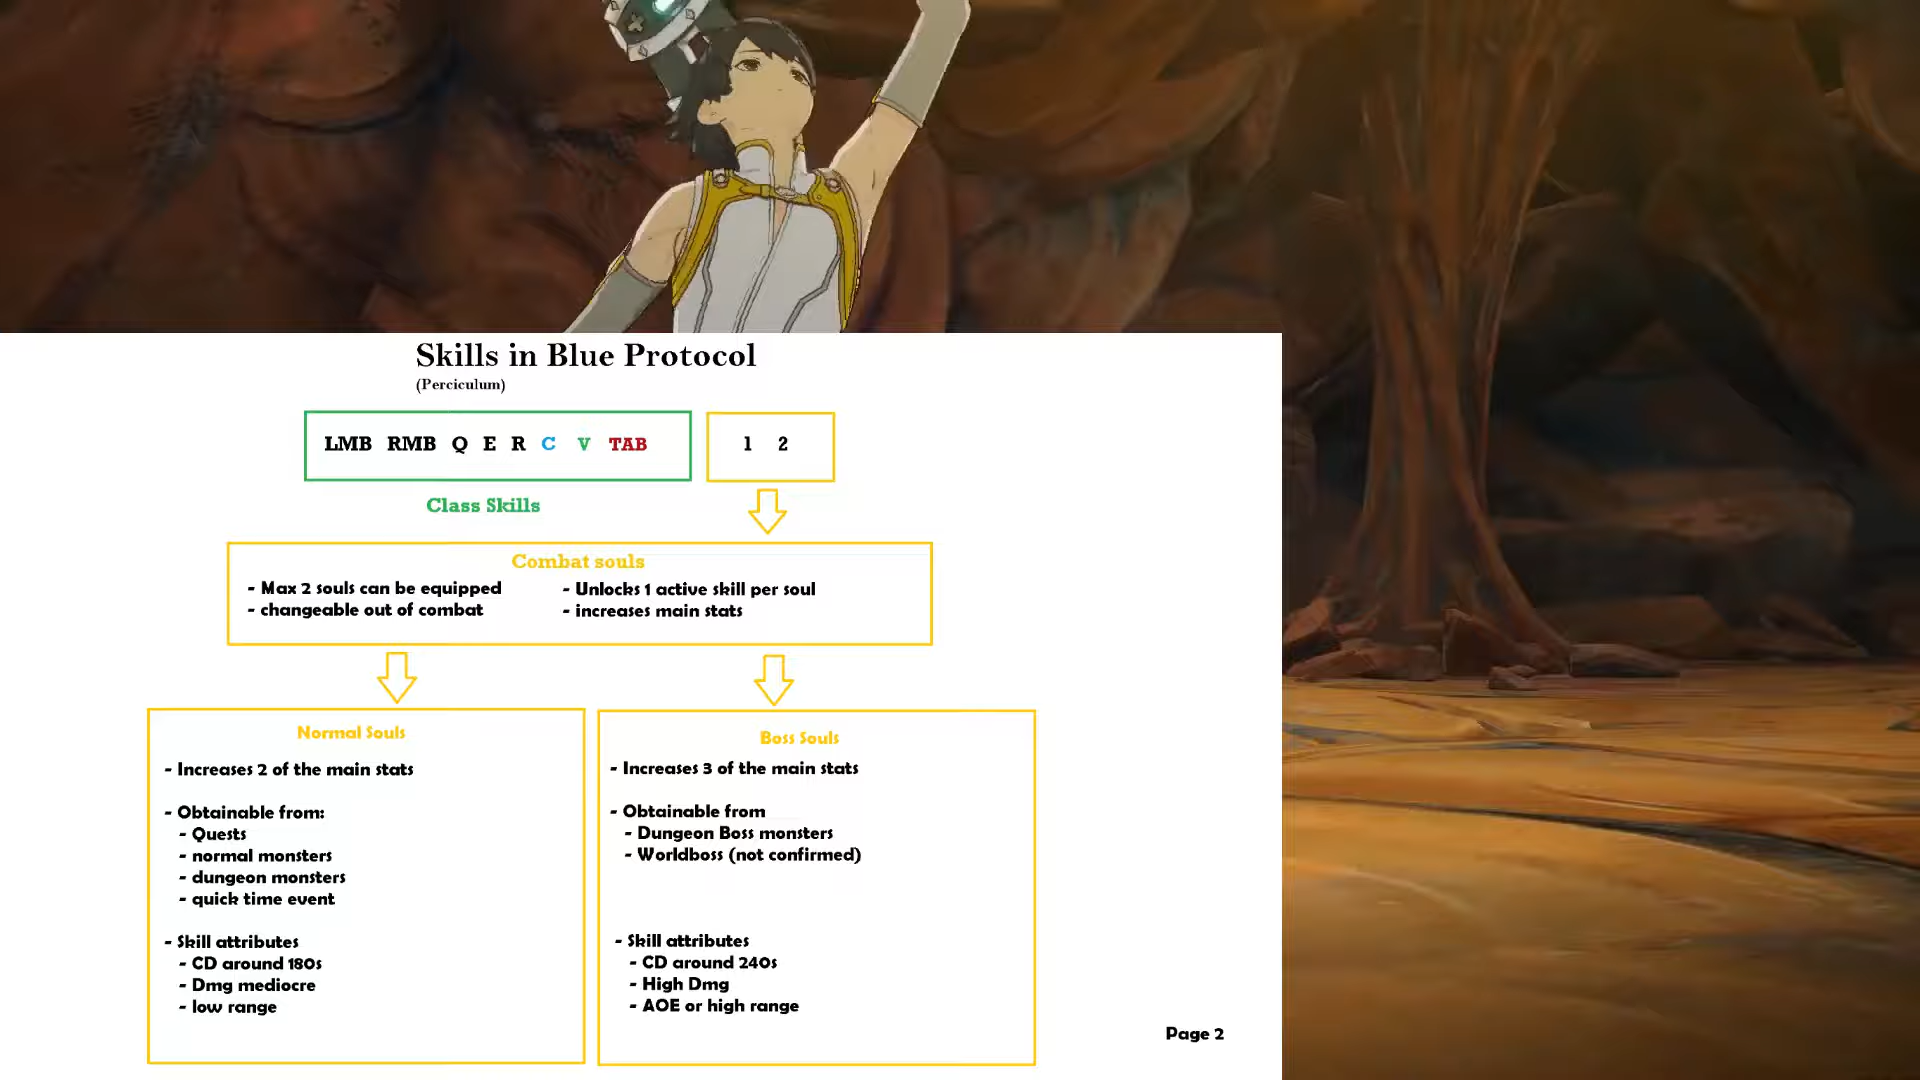 Skills in Blue Protocol
(Perciculum)
LMB RMB Q E R C V TAB
1 2
Class Skills
Combat souls
- Max 2 souls can be equipped
- changeable out of combat
- Unlocks 1 active skill per soul
- increases main stats
Normal Souls
- Increases 2 of the main stats
- Obtainable from:
- Quests
- normal monsters
- dungeon monsters
- quick time event
- Skill attributes
- CD around 180s
- Dmg mediocre
- low range
Boss Souls
- Increases 3 of the main stats
- Obtainable from
- Dungeon Boss monsters
- Worldboss (not confirmed)
- Skill attributes
- CD around 240s
- High Dmg
- AOE or high range
Page 2